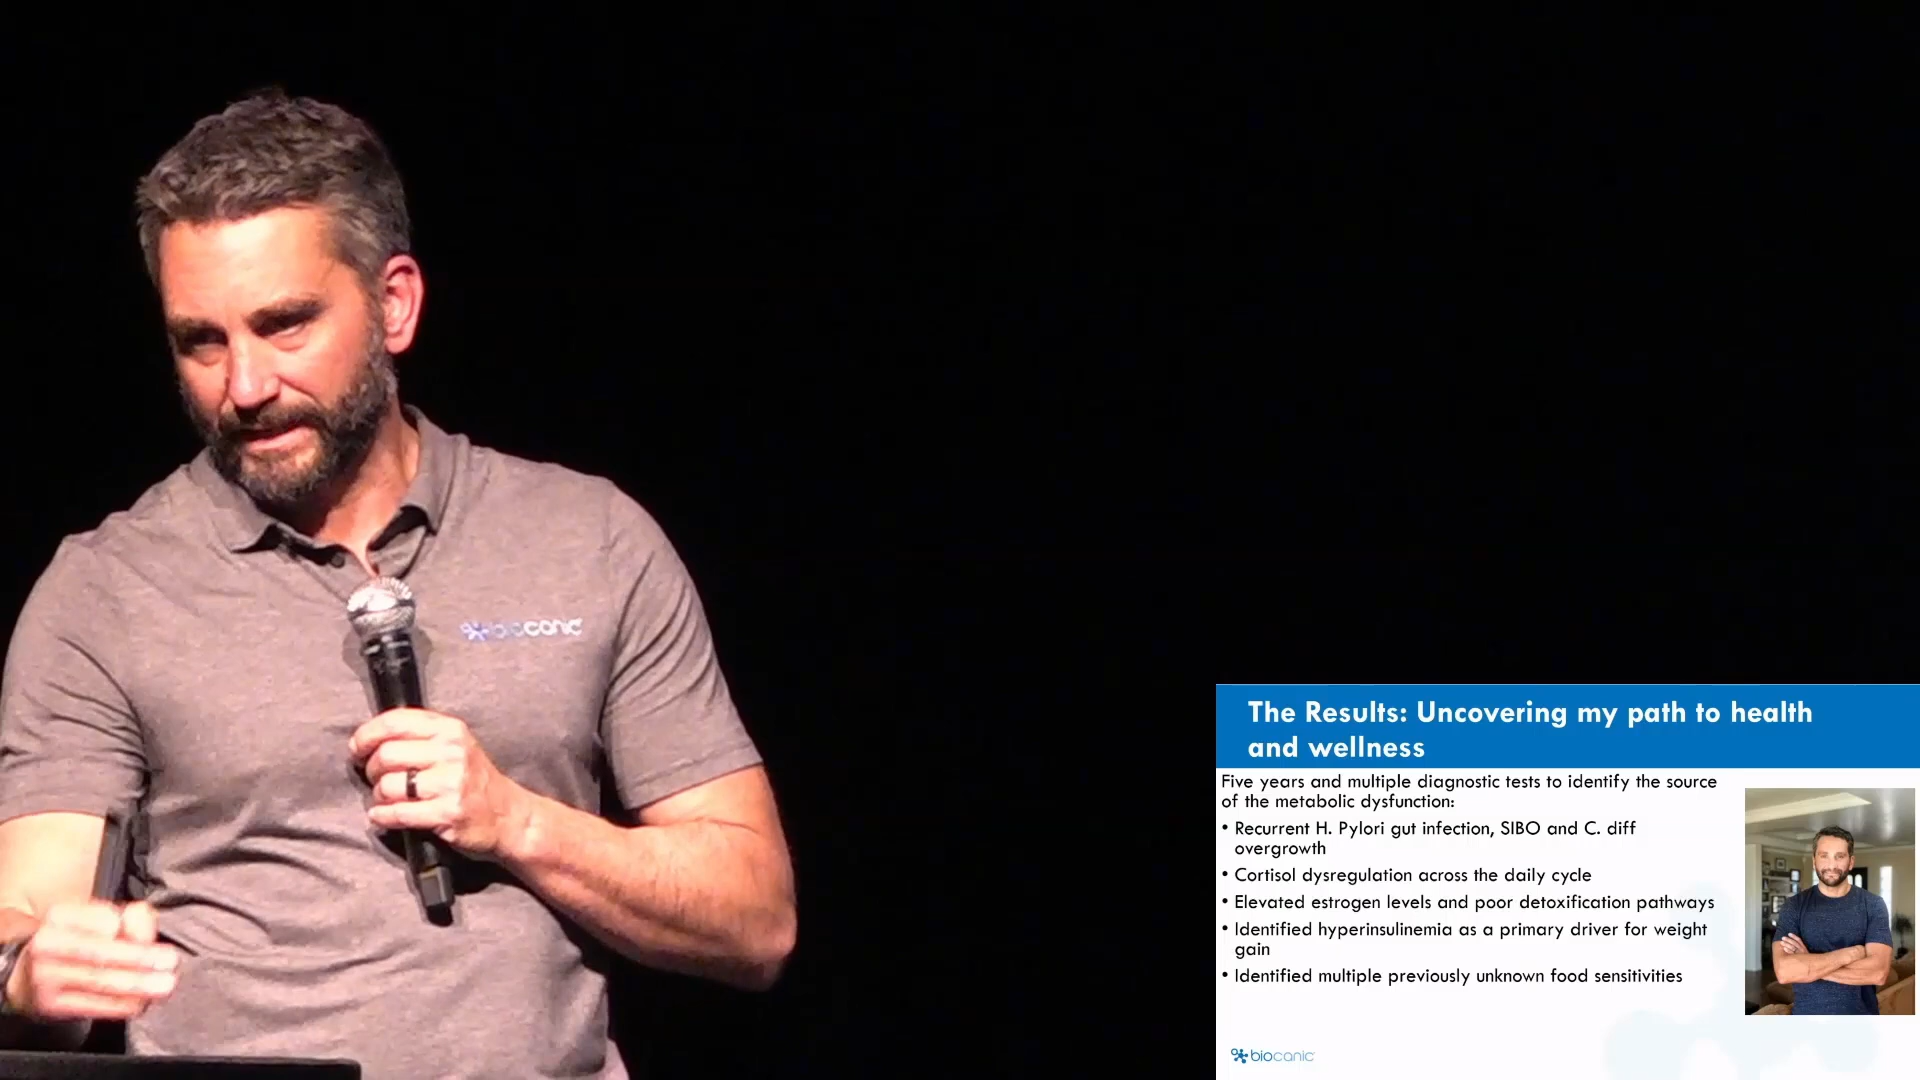 biocanic
The Results: Uncovering my path to health
and wellness
Five years and multiple diagnostic tests to identify the source
of the metabolic dysfunction:
• Recurrent H. Pylori gut infection, SIBO and C. diff
overgrowth
• Cortisol dysregulation across the daily cycle
• Elevated estrogen levels and poor detoxification pathways
• Identified hyperinsulinemia as a primary driver for weight
gain
• Identified multiple previously unknown food sensitivities
biocanic